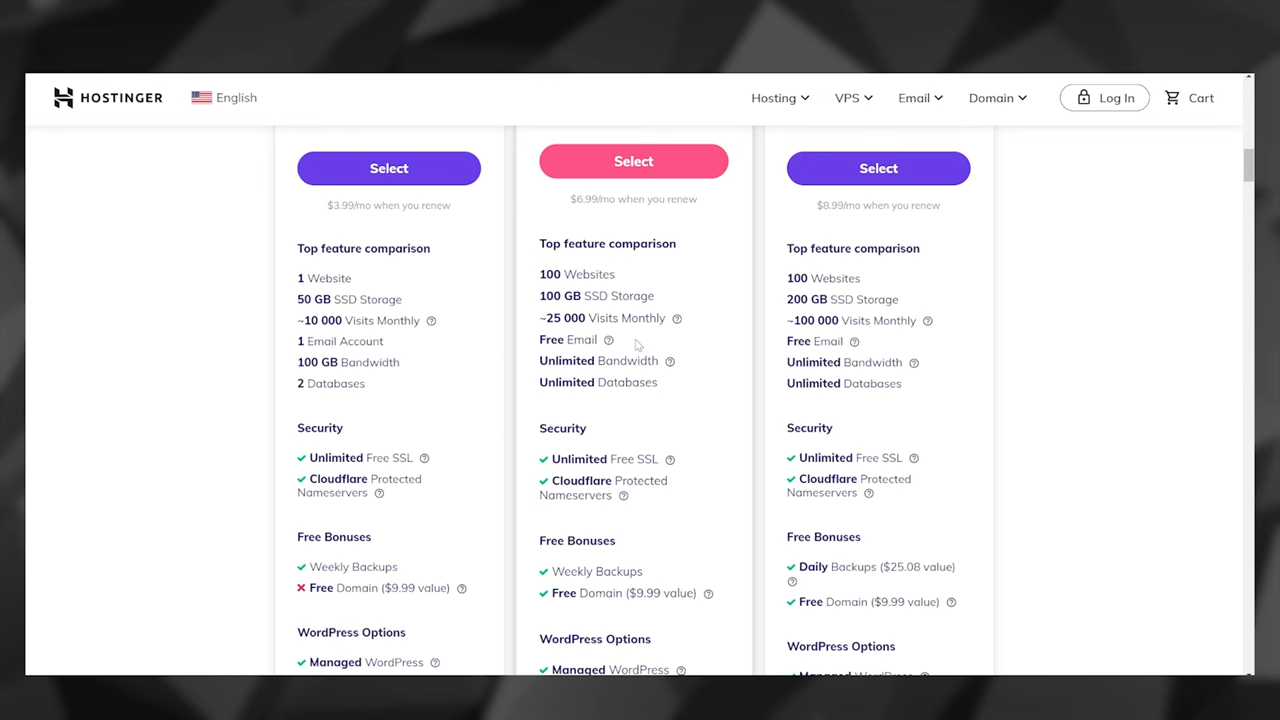 HOSTINGER English Hosting VPS Email Domain Log In Cart
Select
$3.99/mo when you renew
Top feature comparison
1 Website
50 GB SSD Storage
~10 000 Visits Monthly
1 Email Account
100 GB Bandwidth
2 Databases
Security
Unlimited Free SSL
Cloudflare Protected
Nameservers
Free Bonuses
Weekly Backups
Free Domain ($9.99 value)
WordPress Options
Managed WordPress
Select
$6.99/mo when you renew
Top feature comparison
100 Websites
100 GB SSD Storage
~25 000 Visits Monthly
Free Email
Unlimited Bandwidth
Unlimited Databases
Security
Unlimited Free SSL
Cloudflare Protected
Nameservers
Free Bonuses
Weekly Backups
Free Domain ($9.99 value)
WordPress Options
Managed WordPress
Select
$8.99/mo when you renew
Top feature comparison
100 Websites
200 GB SSD Storage
~100 000 Visits Monthly
Free Email
Unlimited Bandwidth
Unlimited Databases
Security
Unlimited Free SSL
Cloudflare Protected
Nameservers
Free Bonuses
Daily Backups ($25.08 value)
Free Domain ($9.99 value)
WordPress Options